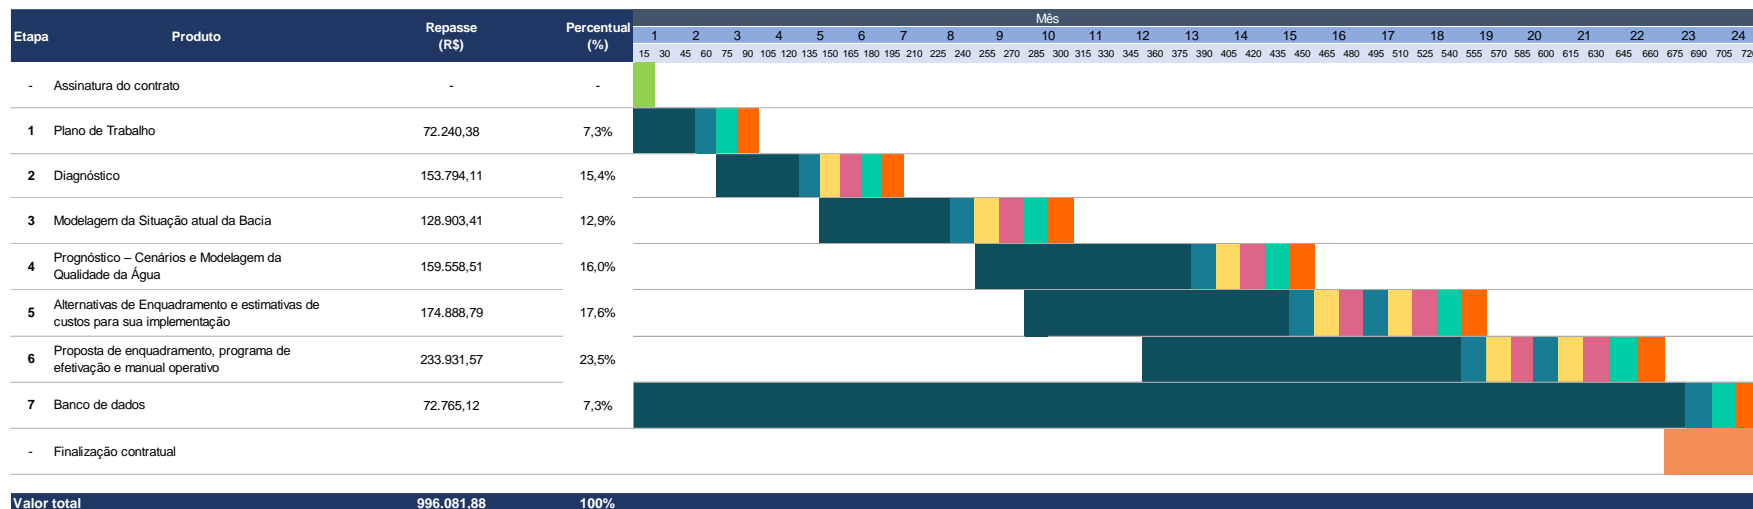 Mês
Etapa Produto Repasse (R$) Percentual (%)
1 2 3 4 5 6 7 8 9 10 11 12 13 14 15 16 17 18 19 20 21 22 23 24
15 30 45 60 75 90 105 120 135 150 165 180 195 210 225 240 255 270 285 300 315 330 345 360 375 390 405 420 435 450 465 480 495 510 525 540 555 570 585 600 615 630 645 660 675 690 705 720
- Assinatura do contrato - -
1 Plano de Trabalho 72.240,38 7,3%
2 Diagnóstico 153.794,11 15,4%
3 Modelagem da Situação atual da Bacia 128.903,41 12,9%
4 Prognóstico – Cenários e Modelagem da
Qualidade da Água 159.558,51 16,0%
5 Alternativas de Enquadramento e estimativas de
custos para sua implementação 174.888,79 17,6%
6 Proposta de enquadramento, programa de
efetivação e manual operativo 233.931,57 23,5%
7 Banco de dados 72.765,12 7,3%
- Finalização contratual
Valor total 996.081,88 100%